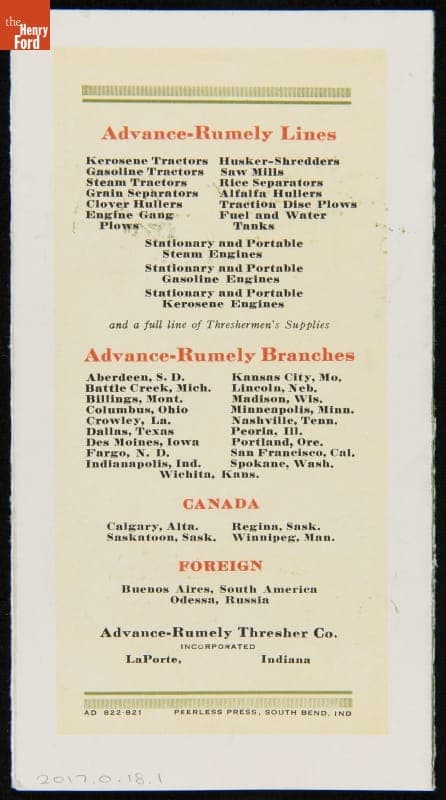 the
Henry
Ford
Advance-Rumely Lines
Kerosene Tractors Husker-Shredders
Gasoline Tractors Saw Mills
Steam Tractors Rice Separators
Grain Separators Alfalfa Hullers
Clover Hullers Traction Disc Plows
Engine Gang Fuel and Water
Plows Tanks
Stationary and Portable
Steam Engines
Stationary and Portable
Gasoline Engines
Stationary and Portable
Kerosene Engines
and a full line of Threshermen's Supplies
Advance-Rumely Branches
Aberdeen, S. D. Kansas City, Mo.
Battle Creek, Mich. Lincoln, Neb.
Billings, Mont. Madison, Wis.
Columbus, Ohio Minneapolis, Minn.
Crowley, La. Nashville, Tenn.
Dallas, Texas Peoria, Ill.
Des Moines, Iowa Portland, Ore.
Fargo, N. D. San Francisco, Cal.
Indianapolis, Ind. Spokane, Wash.
Wichita, Kans.
CANADA
Calgary, Alta. Regina, Sask.
Saskatoon, Sask. Winnipeg, Man.
FOREIGN
Buenos Aires, South America
Odessa, Russia
Advance-Rumely Thresher Co.
INCORPORATED
LaPorte, Indiana
AD 822-821 PEERLESS PRESS, SOUTH BEND, IND
2017.0.18.1